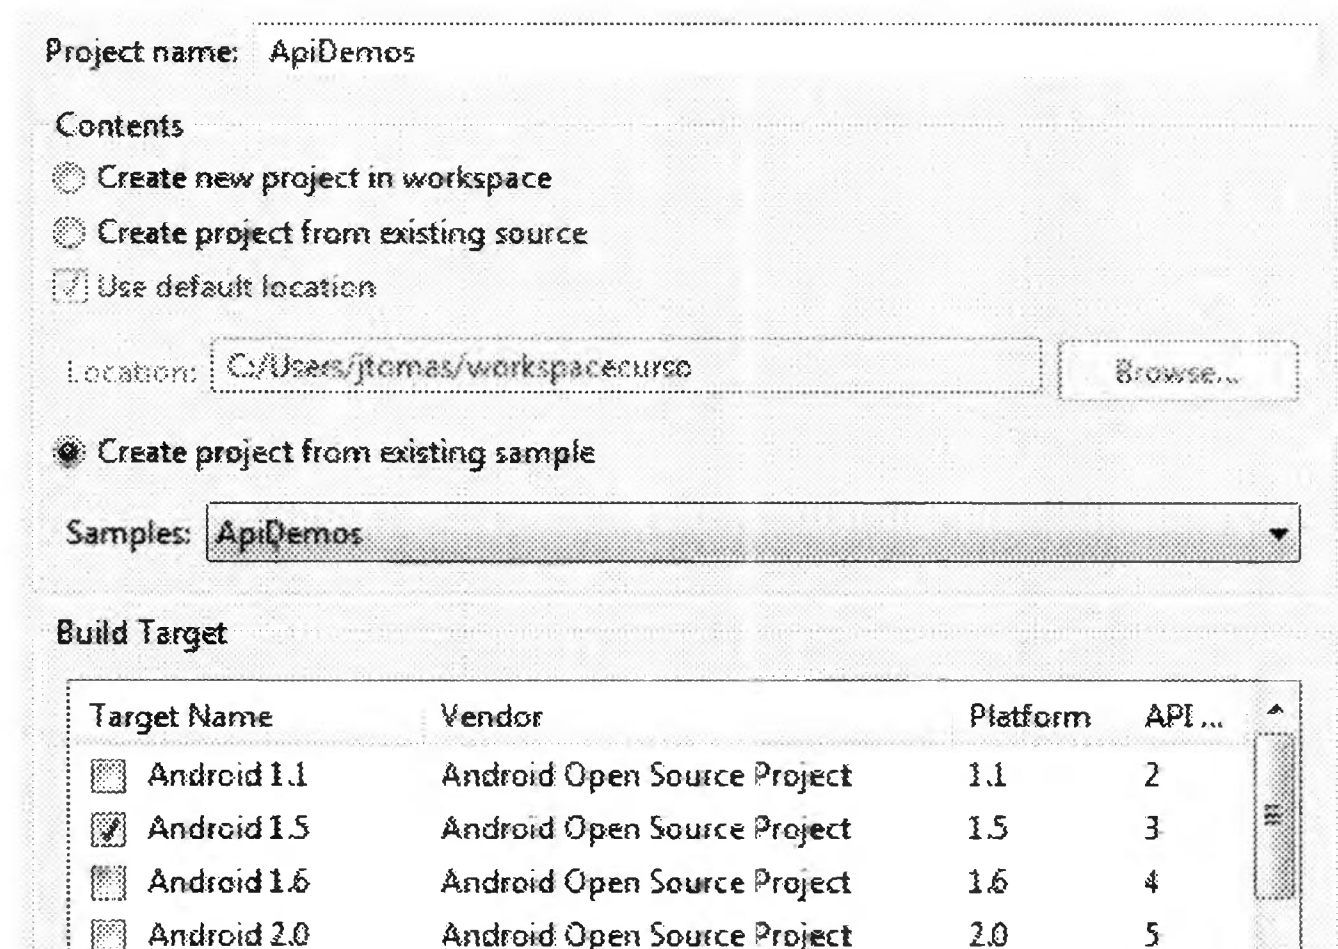 Project name: ApiDemos
Contents
Create new project in workspace
Create project from existing source
Use default location
Location: C:/Users/jtomas/workspacecurso Browse...
Create project from existing sample
Samples: ApiDemos
Build Target
Target Name Vendor Platform API ...
Android 1.1 Android Open Source Project 1.1 2
Android 1.5 Android Open Source Project 1.5 3
Android 1.6 Android Open Source Project 1.6 4
Android 2.0 Android Open Source Project 2.0 5